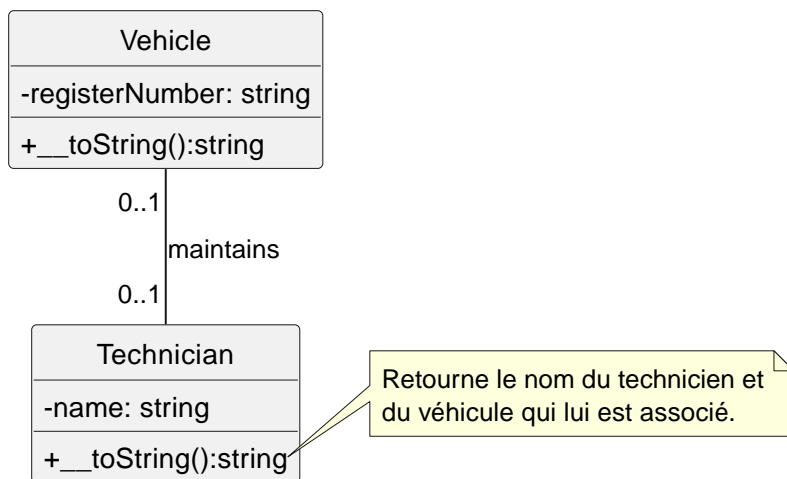 Vehicle
-registerNumber: string
+__toString():string
0..1
maintains
0..1
Technician
-name: string
+__toString():string
Retourne le nom du technicien et
du véhicule qui lui est associé.